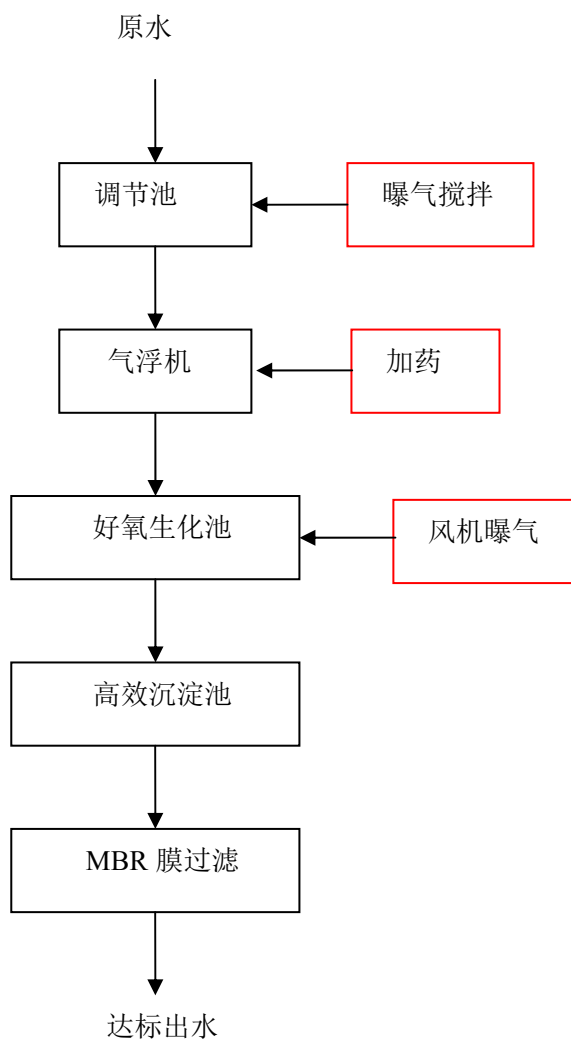 原水
调节池
曝气搅拌
气浮机
加药
好氧生化池
风机曝气
高效沉淀池
MBR 膜过滤
达标出水